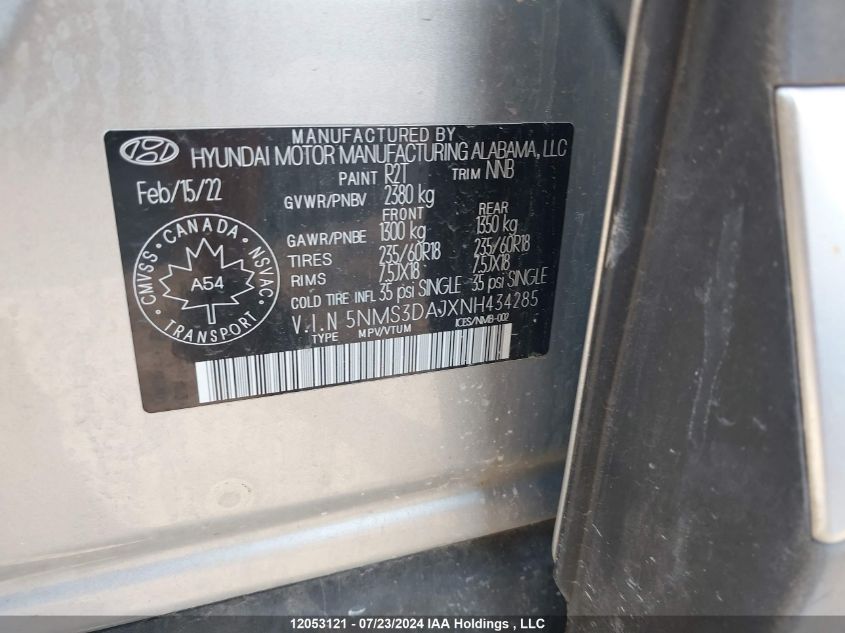 MANUFACTURED BY
HYUNDAI MOTOR MANUFACTURING ALABAMA, LLC
Feb/15/22 PAINT R2T TRIM NNB
GVWR/PNBV 2380 kg
FRONT REAR
GAWR/PNBE 1300 kg 1350 kg
TIRES 235/60R18 235/60R18
RIMS 7.5JX18 7.5JX18
COLD TIRE INFL 35 psi SINGLE 35 psi SINGLE
V.I.N 5NMS3DAJXNH434285
TYPE MPV/VTUM ICES/NMB-002
CANADA
CMVSS NSVAC
A54
TRANSPORT
12053121 - 07/23/2024 IAA Holdings , LLC